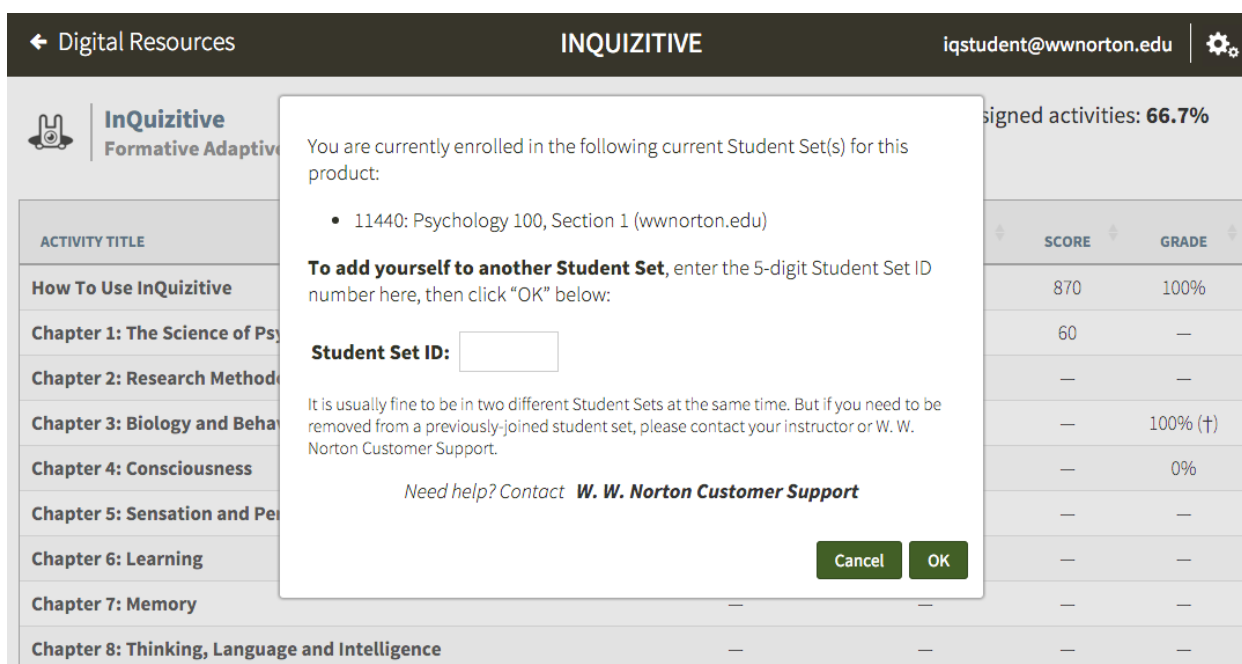 Digital Resources
INQUIZITIVE
iqstudent@wwnorton.edu
InQuizitive
Formative
signed activities: 66.7%
You are currently enrolled in the following current Student Set(s) for this
product:
• 11440: Psychology 100, Section 1 (wwnorton.edu)
To add yourself to another Student Set, enter the 5-digit Student Set ID
number here, then click “OK” below:
Student Set ID:
It is usually fine to be in two different Student Sets at the same time. But if you need to be
removed from a previously-joined student set, please contact your instructor or W. W.
Norton Customer Support.
Need help? Contact W. W. Norton Customer Support
Cancel OK
ACTIVITY TITLE SCORE GRADE
How To Use InQuizitive 870 100%
Chapter 1: The Science of Psy 60 —
Chapter 2: Research Methodo — —
Chapter 3: Biology and Behav — 100% (†)
Chapter 4: Consciousness — 0%
Chapter 5: Sensation and Per — —
Chapter 6: Learning — —
Chapter 7: Memory — — — —
Chapter 8: Thinking, Language and Intelligence — — — —